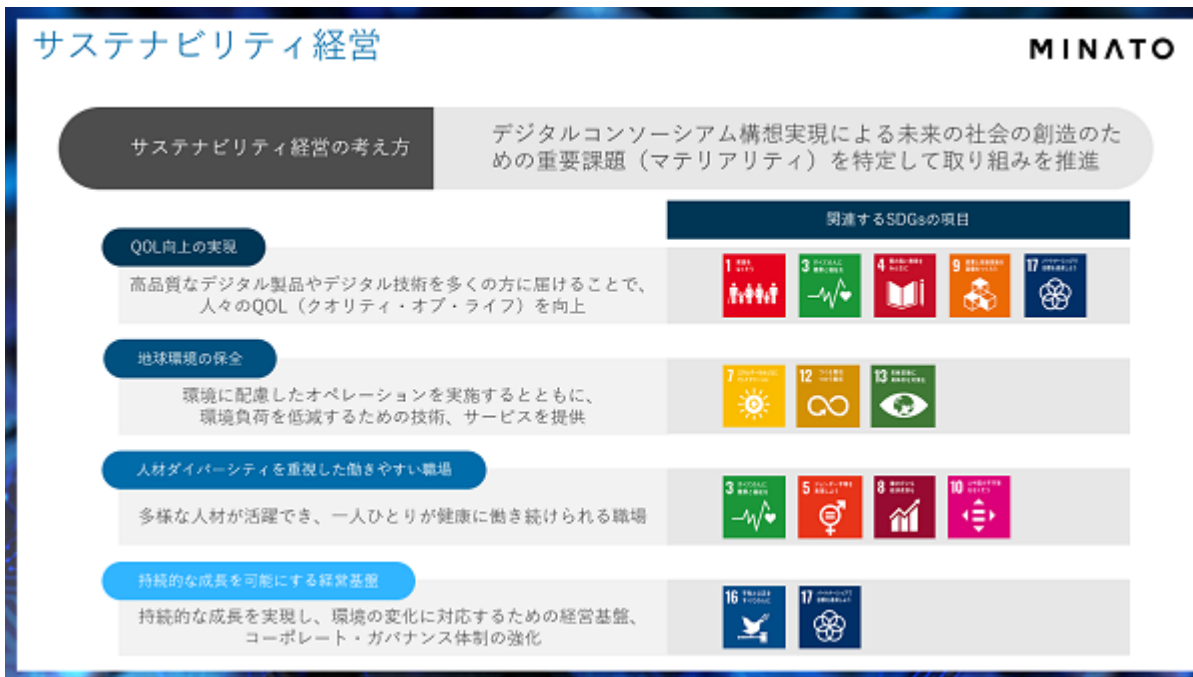 サステナビリティ経営
MINATO
サステナビリティ経営の考え方
デジタルコンソーシアム構想実現による未来の社会の創造のた
めの重要課題（マテリアリティ）を特定して取り組みを推進
関連するSDGsの項目
QOL向上の実現
高品質なデジタル製品やデジタル技術を多くの方に届けることで、
人々のQOL（クオリティ・オブ・ライフ）を向上
1
3
4
9
17
地球環境の保全
環境に配慮したオペレーションを実施するとともに、
環境負荷を低減するための技術、サービスを提供
7
12
13
人材ダイバーシティを重視した働きやすい職場
多様な人材が活躍でき、一人ひとりが健康に働き続けられる職場
3
5
8
10
持続的な成長を可能にする経営基盤
持続的な成長を実現し、環境の変化に対応するための経営基盤、
コーポレート・ガバナンス体制の強化
16
17